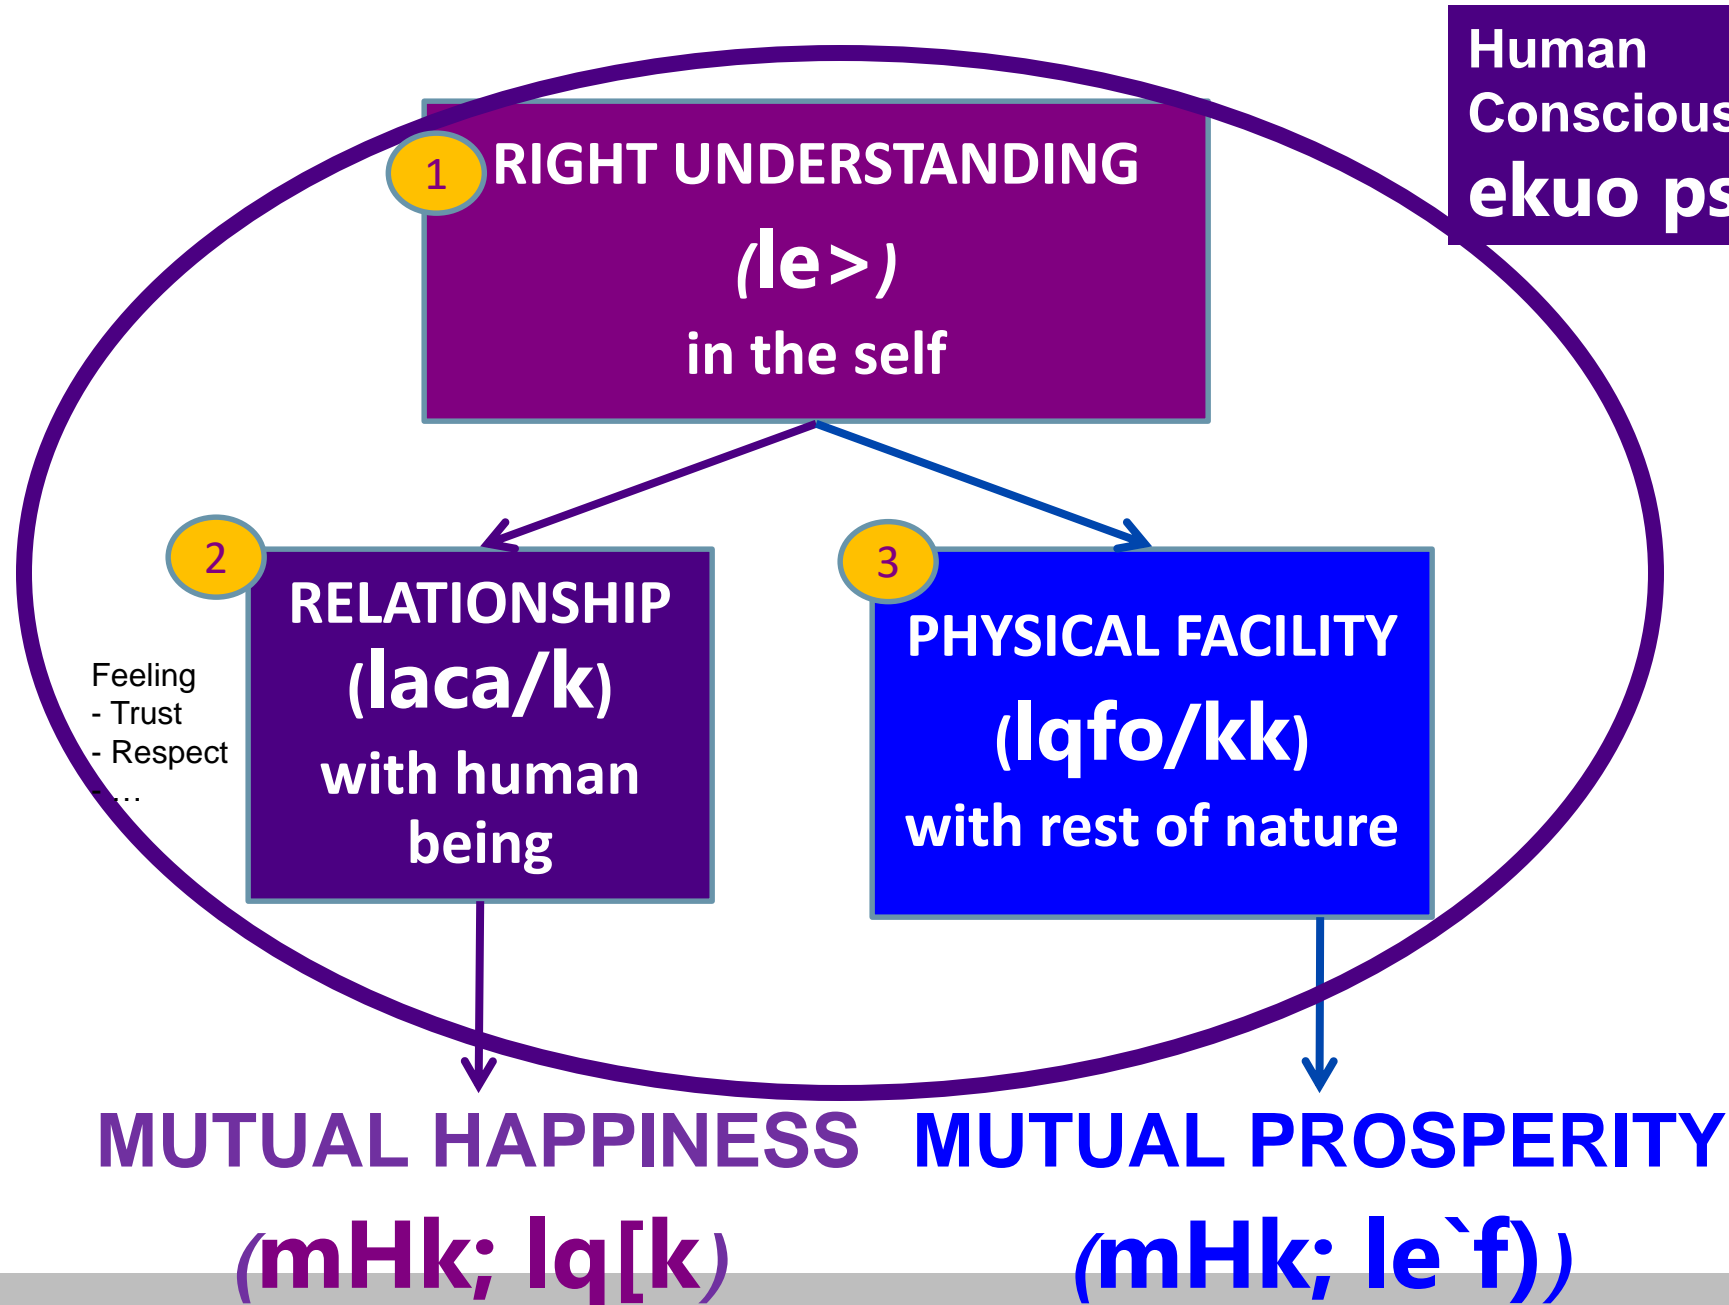 Human
Conscious
ekuo ps
1
RIGHT UNDERSTANDING
(le>)
in the self
2
RELATIONSHIP
(laca/k)
with human
being
3
PHYSICAL FACILITY
(lqfo/kk)
with rest of nature
Feeling
- Trust
- Respect
- ...
MUTUAL HAPPINESS
(mHk; lq[k)
MUTUAL PROSPERITY
(mHk; le`f))